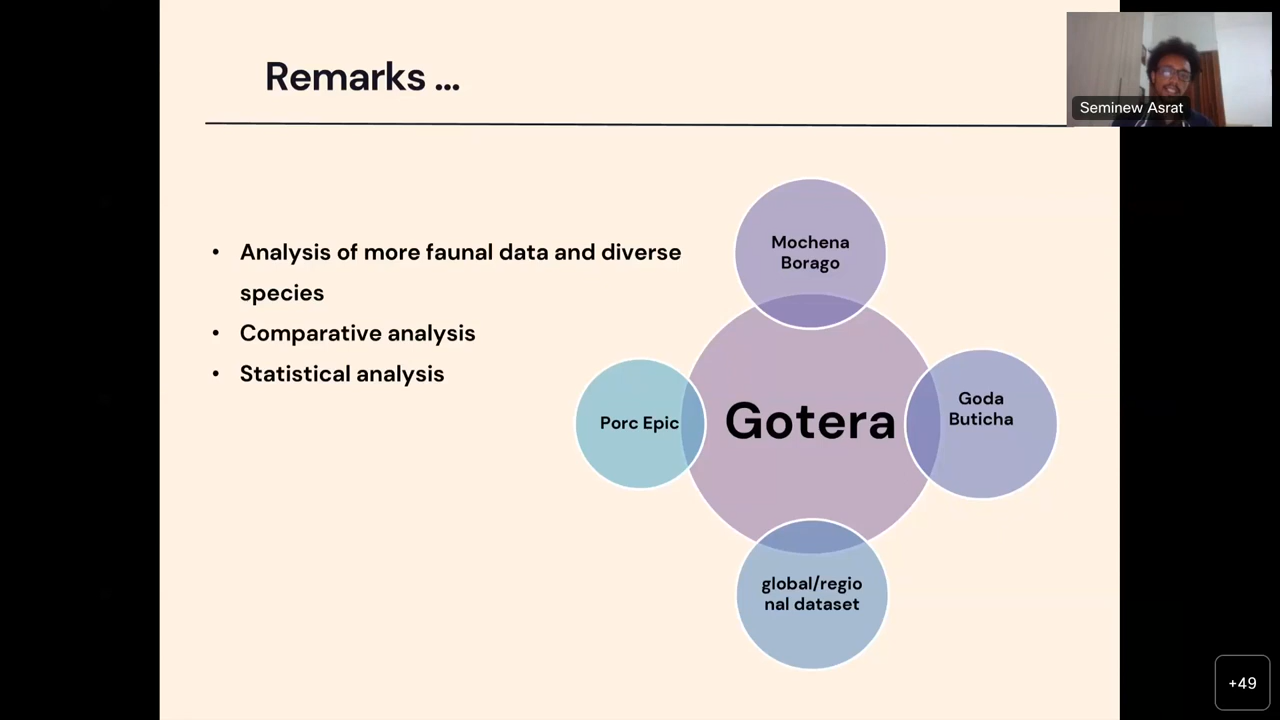 Remarks ...
Seminew Asrat
• Analysis of more faunal data and diverse
species
• Comparative analysis
• Statistical analysis
Mochena
Borago
Porc Epic
Gotera
Goda
Buticha
global/regio
nal dataset
+49